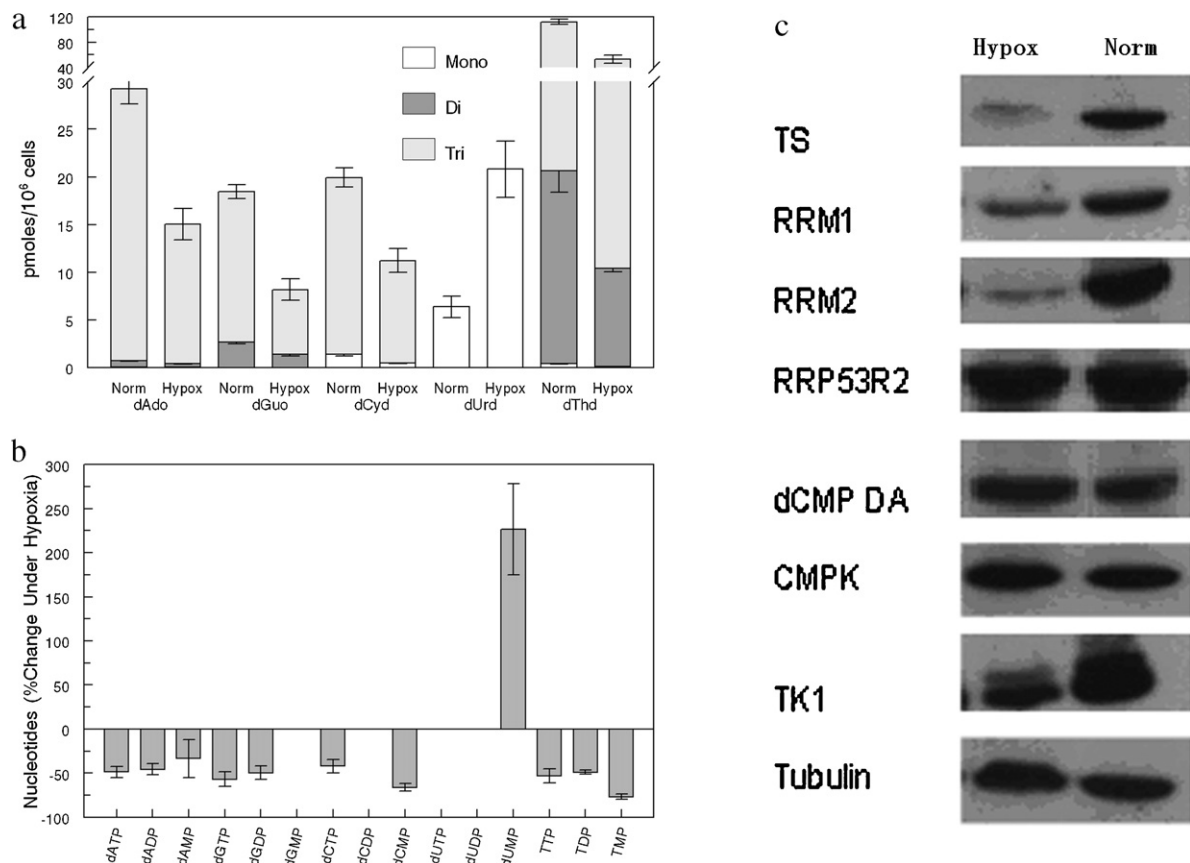 a
120
80
40
30
25
20
15
10
5
0
pmoles/10⁶ cells
Mono
Di
Tri
Norm Hypox Norm Hypox Norm Hypox Norm Hypox Norm Hypox
dAdo dGuo dCyd dUrd dThd
b
300
250
200
150
100
50
0
-50
-100
Nucleotides (%Change Under Hypoxia)
dATP
dADP
dAMP
dGTP
dGDP
dGMP
dCTP
dCDP
dCMP
dUTP
dUDP
dUMP
TTP
TDP
TMP
c
Hypox Norm
TS
RRM1
RRM2
RRP53R2
dCMP DA
CMPK
TK1
Tubulin